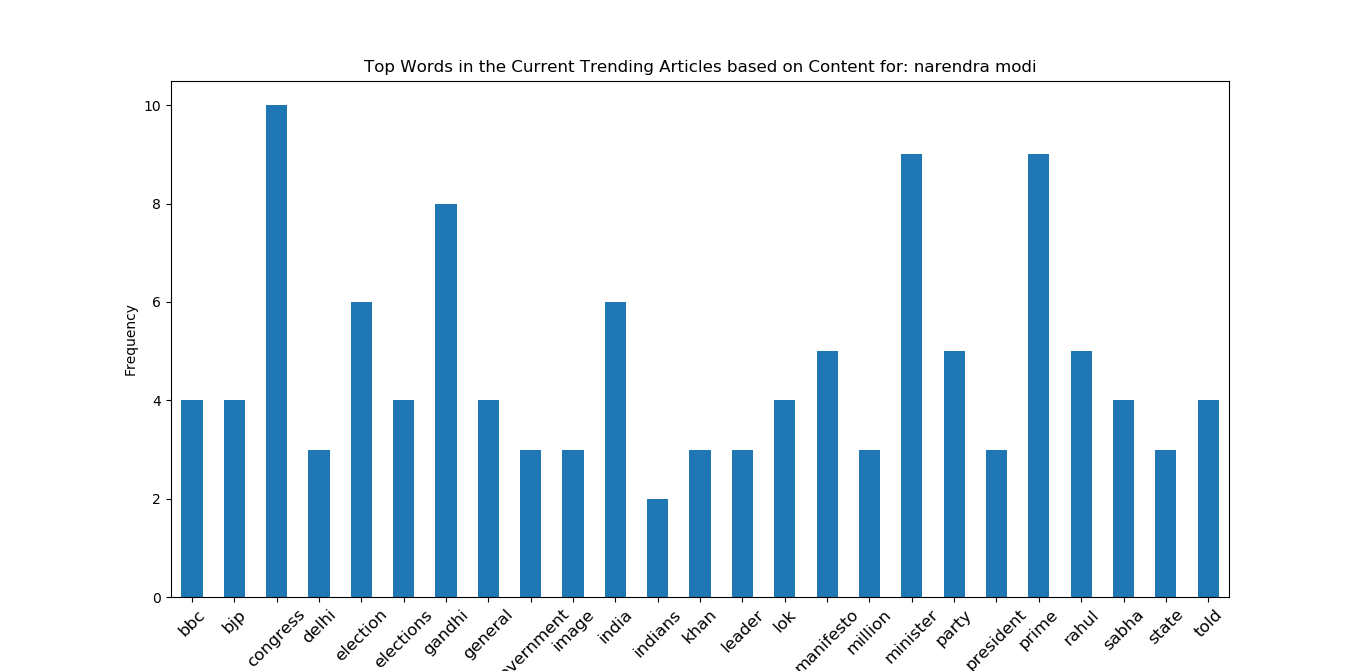 Top Words in the Current Trending Articles based on Content for: narendra modi
10
8
6
4
2
0
Frequency
bbc
bjp
congress
delhi
election
elections
gandhi
general
overnment
image
india
indians
khan
leader
lok
manifesto
million
minister
party
president
prime
rahul
sabha
state
told